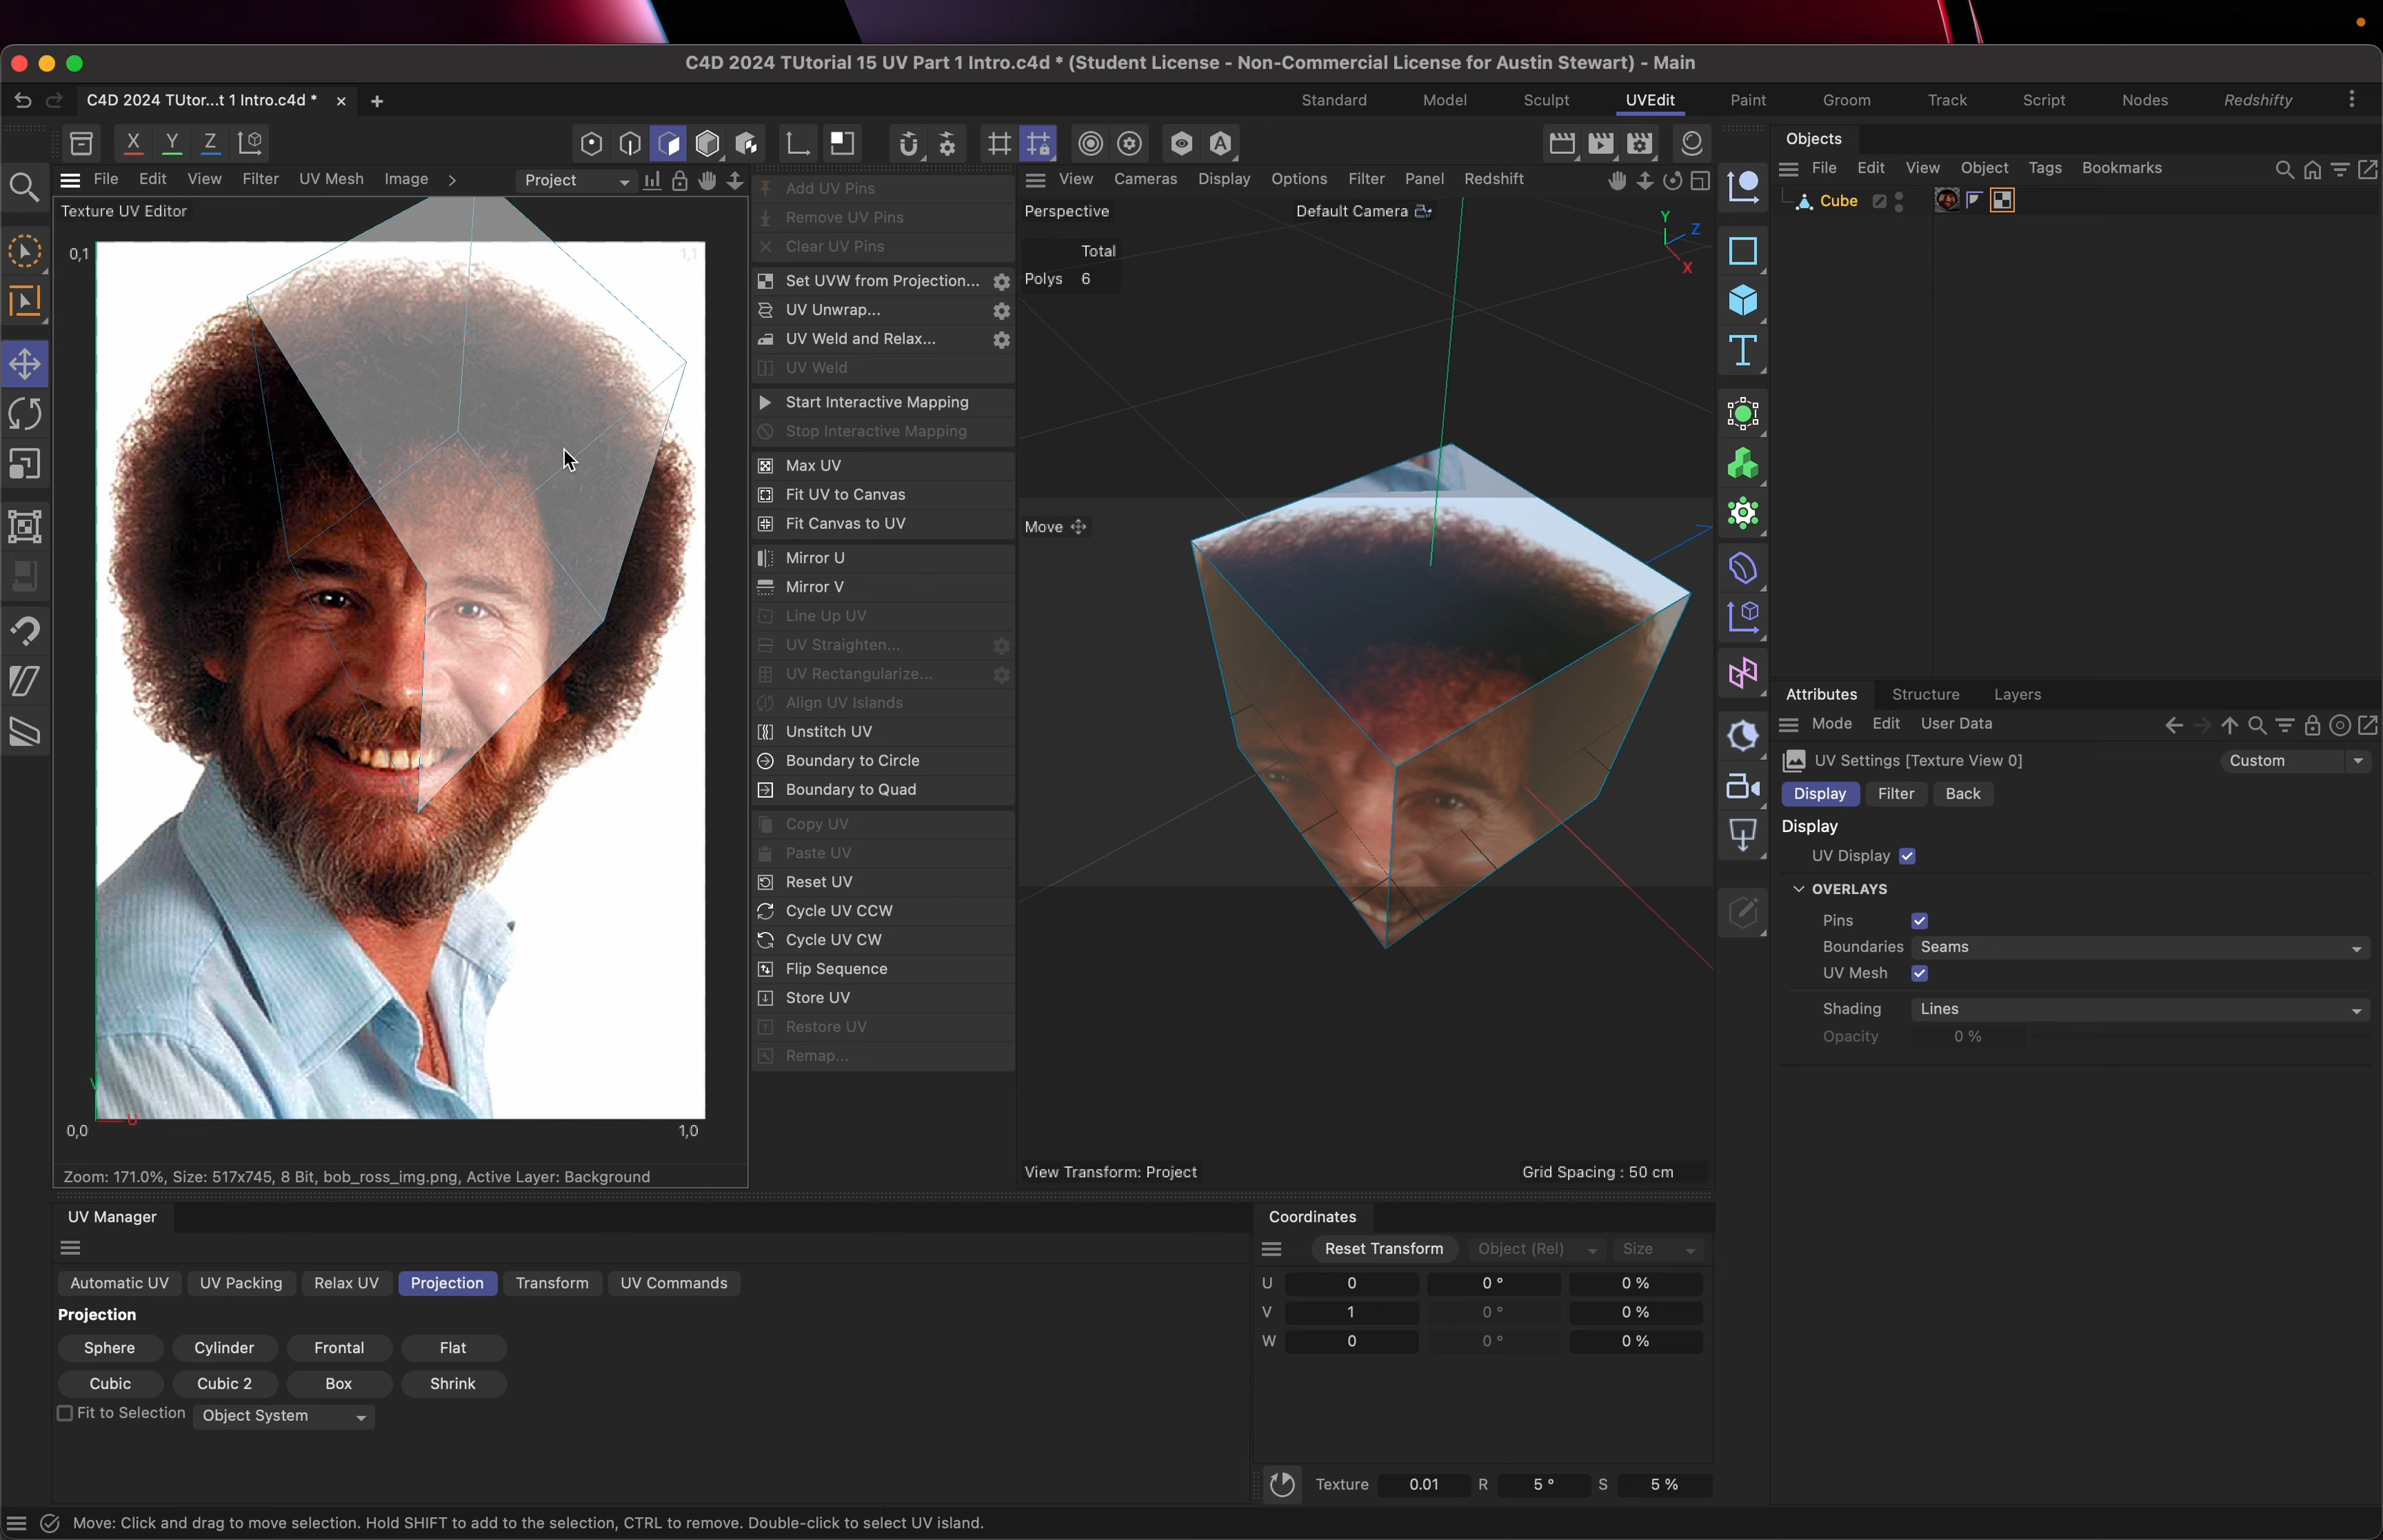 C4D 2024 TUtorial 15 UV Part 1 Intro.c4d * (Student License - Non-Commercial License for Austin Stewart) - Main
C4D 2024 TUtor...t 1 Intro.c4d * × +
Standard Model Sculpt UVEdit Paint Groom Track Script Nodes Redshifty
X Y Z
File Edit View Filter UV Mesh Image > Project
Texture UV Editor
0,1
1,1
0,0
1,0
V
U
Zoom: 171.0%, Size: 517x745, 8 Bit, bob_ross_img.png, Active Layer: Background
Add UV Pins
Remove UV Pins
Clear UV Pins
Set UVW from Projection...
UV Unwrap...
UV Weld and Relax...
UV Weld
Start Interactive Mapping
Stop Interactive Mapping
Max UV
Fit UV to Canvas
Fit Canvas to UV
Mirror U
Mirror V
Line Up UV
UV Straighten...
UV Rectangularize...
Align UV Islands
Unstitch UV
Boundary to Circle
Boundary to Quad
Copy UV
Paste UV
Reset UV
Cycle UV CCW
Cycle UV CW
Flip Sequence
Store UV
Restore UV
Remap...
View Cameras Display Options Filter Panel Redshift
Perspective
Default Camera
Y
Z
X
Total
Polys 6
Move
View Transform: Project
Grid Spacing : 50 cm
Objects
File Edit View Object Tags Bookmarks
Cube
Attributes Structure Layers
Mode Edit User Data
UV Settings [Texture View 0]
Custom
Display Filter Back
Display
UV Display
OVERLAYS
Pins
Boundaries Seams
UV Mesh
Shading Lines
Opacity 0 %
UV Manager
Automatic UV UV Packing Relax UV Projection Transform UV Commands
Projection
Sphere Cylinder Frontal Flat
Cubic Cubic 2 Box Shrink
Fit to Selection Object System
Coordinates
Reset Transform Object (Rel) Size
U 0 0 ° 0 %
V 1 0 ° 0 %
W 0 0 ° 0 %
Texture 0.01 R 5 ° S 5 %
Move: Click and drag to move selection. Hold SHIFT to add to the selection, CTRL to remove. Double-click to select UV island.